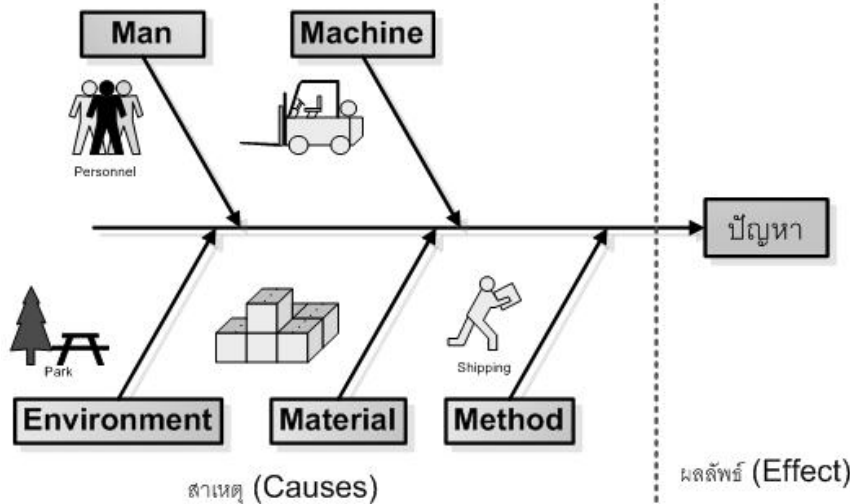 Man
Machine
Personnel
ปัญหา
Park
Shipping
Environment
Material
Method
สาเหตุ (Causes)
ผลลัพธ์ (Effect)